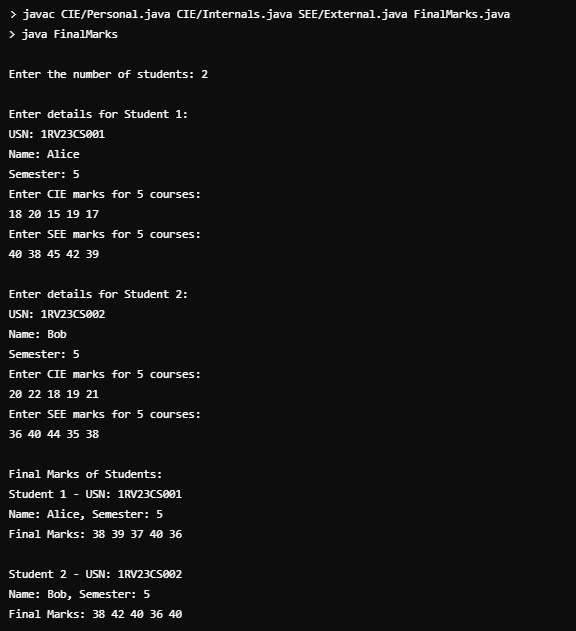 > javac CIE/Personal.java CIE/Internals.java SEE/External.java FinalMarks.java
> java FinalMarks
Enter the number of students: 2
Enter details for Student 1:
USN: 1RV23CS001
Name: Alice
Semester: 5
Enter CIE marks for 5 courses:
18 20 15 19 17
Enter SEE marks for 5 courses:
40 38 45 42 39
Enter details for Student 2:
USN: 1RV23CS002
Name: Bob
Semester: 5
Enter CIE marks for 5 courses:
20 22 18 19 21
Enter SEE marks for 5 courses:
36 40 44 35 38
Final Marks of Students:
Student 1 - USN: 1RV23CS001
Name: Alice, Semester: 5
Final Marks: 38 39 37 40 36
Student 2 - USN: 1RV23CS002
Name: Bob, Semester: 5
Final Marks: 38 42 40 36 40